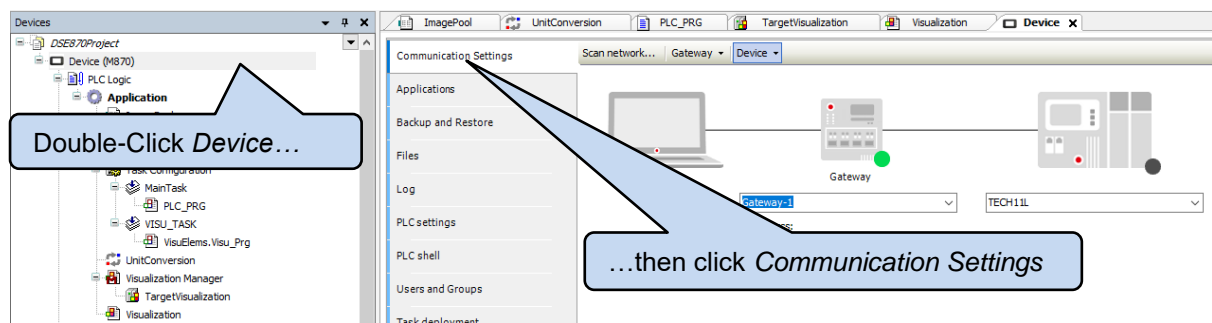 Devices
DSE870Project
Device (M870)
PLC Logic
Application
Double-Click Device…
Task Configuration
MainTask
PLC_PRG
VISU_TASK
VisuElems.Visu_Prg
UnitConversion
Visualization Manager
TargetVisualization
Visualization
ImagePool UnitConversion PLC_PRG TargetVisualization Visualization Device
Communication Settings
Applications
Backup and Restore
Files
Log
PLC settings
PLC shell
Users and Groups
Task deployment
Scan network... Gateway Device
Gateway
Gateway-1 TECH11L
…then click Communication Settings